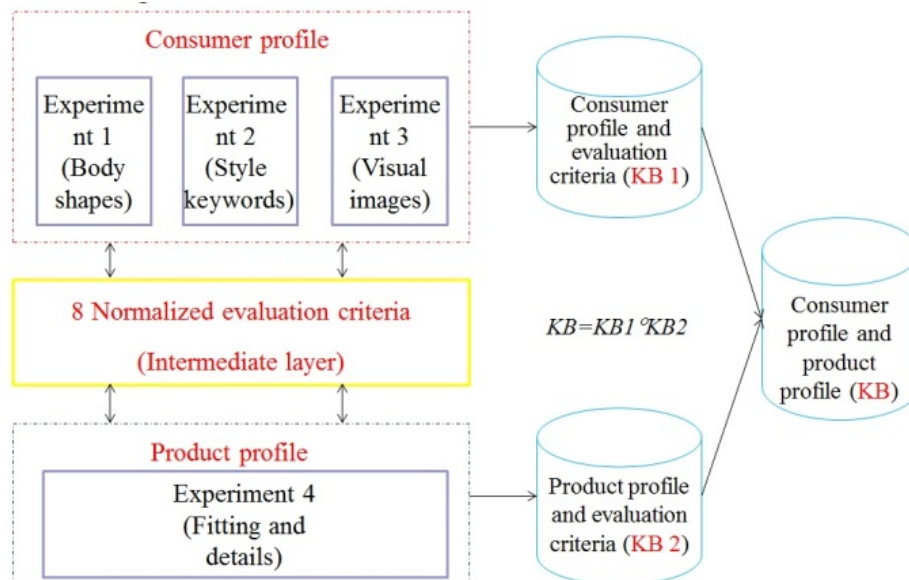 Consumer profile
Experime
nt 1
(Body
shapes)
Experime
nt 2
(Style
keywords)
Experime
nt 3
(Visual
images)
Consumer
profile and
evaluation
criteria (KB 1)
8 Normalized evaluation criteria
(Intermediate layer)
KB=KB1°KB2
Consumer
profile and
product
profile (KB)
Product profile
Experiment 4
(Fitting and
details)
Product profile
and evaluation
criteria (KB 2)